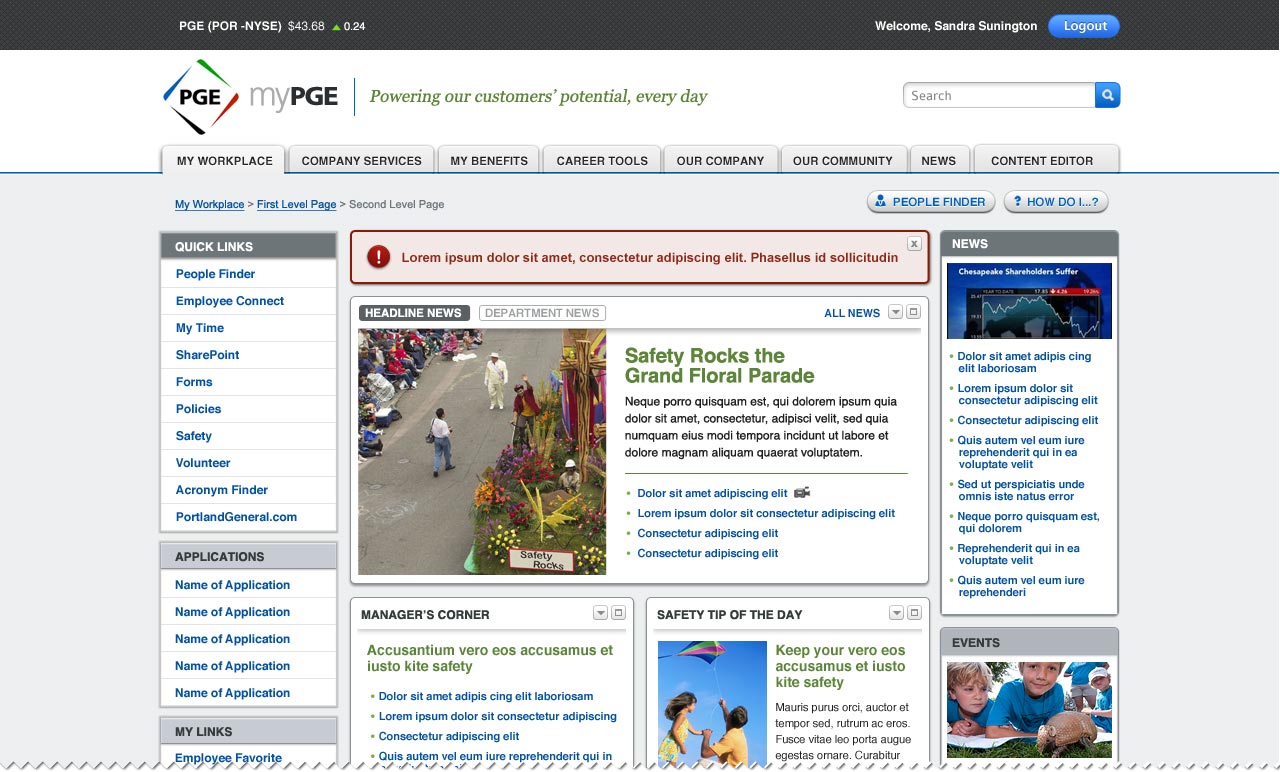 PGE (POR -NYSE) $43.68 0.24
Welcome, Sandra Sunington
Logout
PGE
myPGE
Powering our customers' potential, every day
Search
MY WORKPLACE
COMPANY SERVICES
MY BENEFITS
CAREER TOOLS
OUR COMPANY
OUR COMMUNITY
NEWS
CONTENT EDITOR
My Workplace > First Level Page > Second Level Page
PEOPLE FINDER
? HOW DO I...?
QUICK LINKS
People Finder
Employee Connect
My Time
SharePoint
Forms
Policies
Safety
Volunteer
Acronym Finder
PortlandGeneral.com
APPLICATIONS
Name of Application
Name of Application
Name of Application
Name of Application
Name of Application
MY LINKS
Employee Favorite
! Lorem ipsum dolor sit amet, consectetur adipiscing elit. Phasellus id sollicitudin
x
HEADLINE NEWS
DEPARTMENT NEWS
ALL NEWS
Safety
Rocks
Safety Rocks the
Grand Floral Parade
Neque porro quisquam est, qui dolorem ipsum quia
dolor sit amet, consectetur, adipisci velit, sed quia
numquam eius modi tempora incidunt ut labore et
dolore magnam aliquam quaerat voluptatem.
• Dolor sit amet adipiscing elit
• Lorem ipsum dolor sit consectetur adipiscing elit
• Consectetur adipiscing elit
• Consectetur adipiscing elit
MANAGER'S CORNER
Accusantium vero eos accusamus et
iusto kite safety
• Dolor sit amet adipis cing elit laboriosam
• Lorem ipsum dolor sit consectetur adipiscing
• Consectetur adipiscing elit
• Quis autem vel eum iure reprehenderit qui in
SAFETY TIP OF THE DAY
Keep your vero eos
accusamus et iusto
kite safety
Mauris purus orci, auctor et
tempor sed, rutrum ac eros.
Fusce vitae leo porta augue
egestas ornare. Curabitur
NEWS
Chesapeake Shareholders Suffer
YEAR TO DATE 17.85 4.26 19.26%
• Dolor sit amet adipis cing
elit laboriosam
• Lorem ipsum dolor sit
consectetur adipiscing elit
• Consectetur adipiscing elit
• Quis autem vel eum iure
reprehenderit qui in ea
voluptate velit
• Sed ut perspiciatis unde
omnis iste natus error
• Neque porro quisquam est,
qui dolorem
• Reprehenderit qui in ea
voluptate velit
• Quis autem vel eum iure
reprehenderi
EVENTS